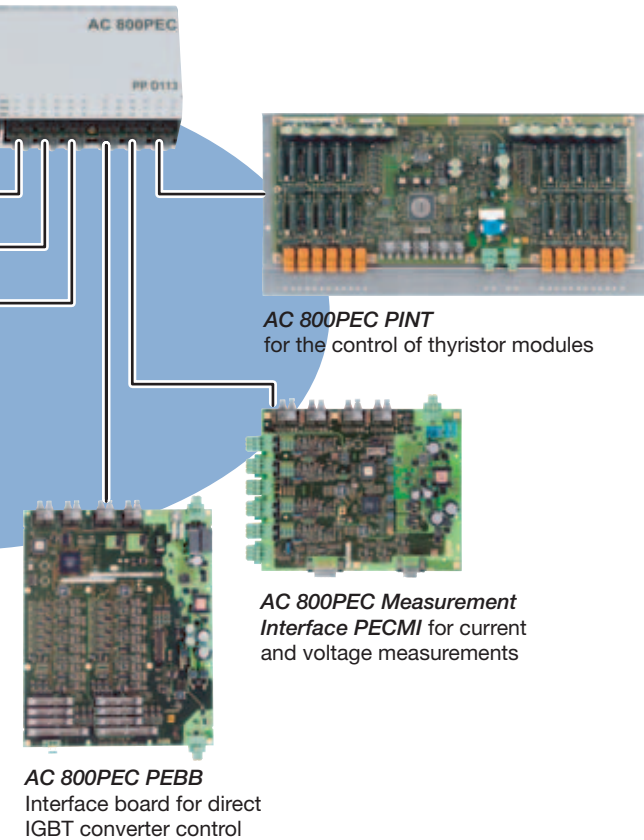 AC 800PEC
PP D113
AC 800PEC PINT
for the control of thyristor modules
AC 800PEC Measurement
Interface PECMI for current
and voltage measurements
AC 800PEC PEBB
Interface board for direct
IGBT converter control